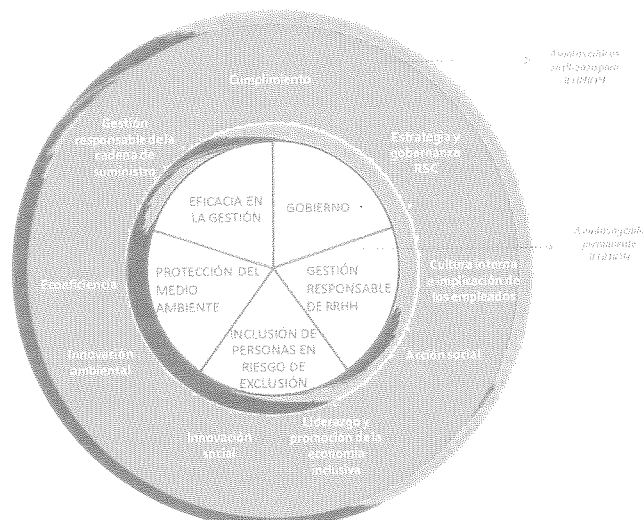 Cumplimiento
Gestión
responsable de la
cadena de
suministro
Estrategia y
gobernanza
RSC
EFICACIA EN
LA GESTIÓN
GOBIERNO
Ecoeficiencia
PROTECCIÓN DEL
MEDIO
AMBIENTE
GESTIÓN
RESPONSABLE
DE RRHH
Cultura interna
e implicación de
los empleados
INCLUSIÓN DE
PERSONAS EN
RIESGO DE
EXCLUSIÓN
Innovación
ambiental
Acción social
Innovación
social
Liderazgo y
promoción de la
economía
inclusiva